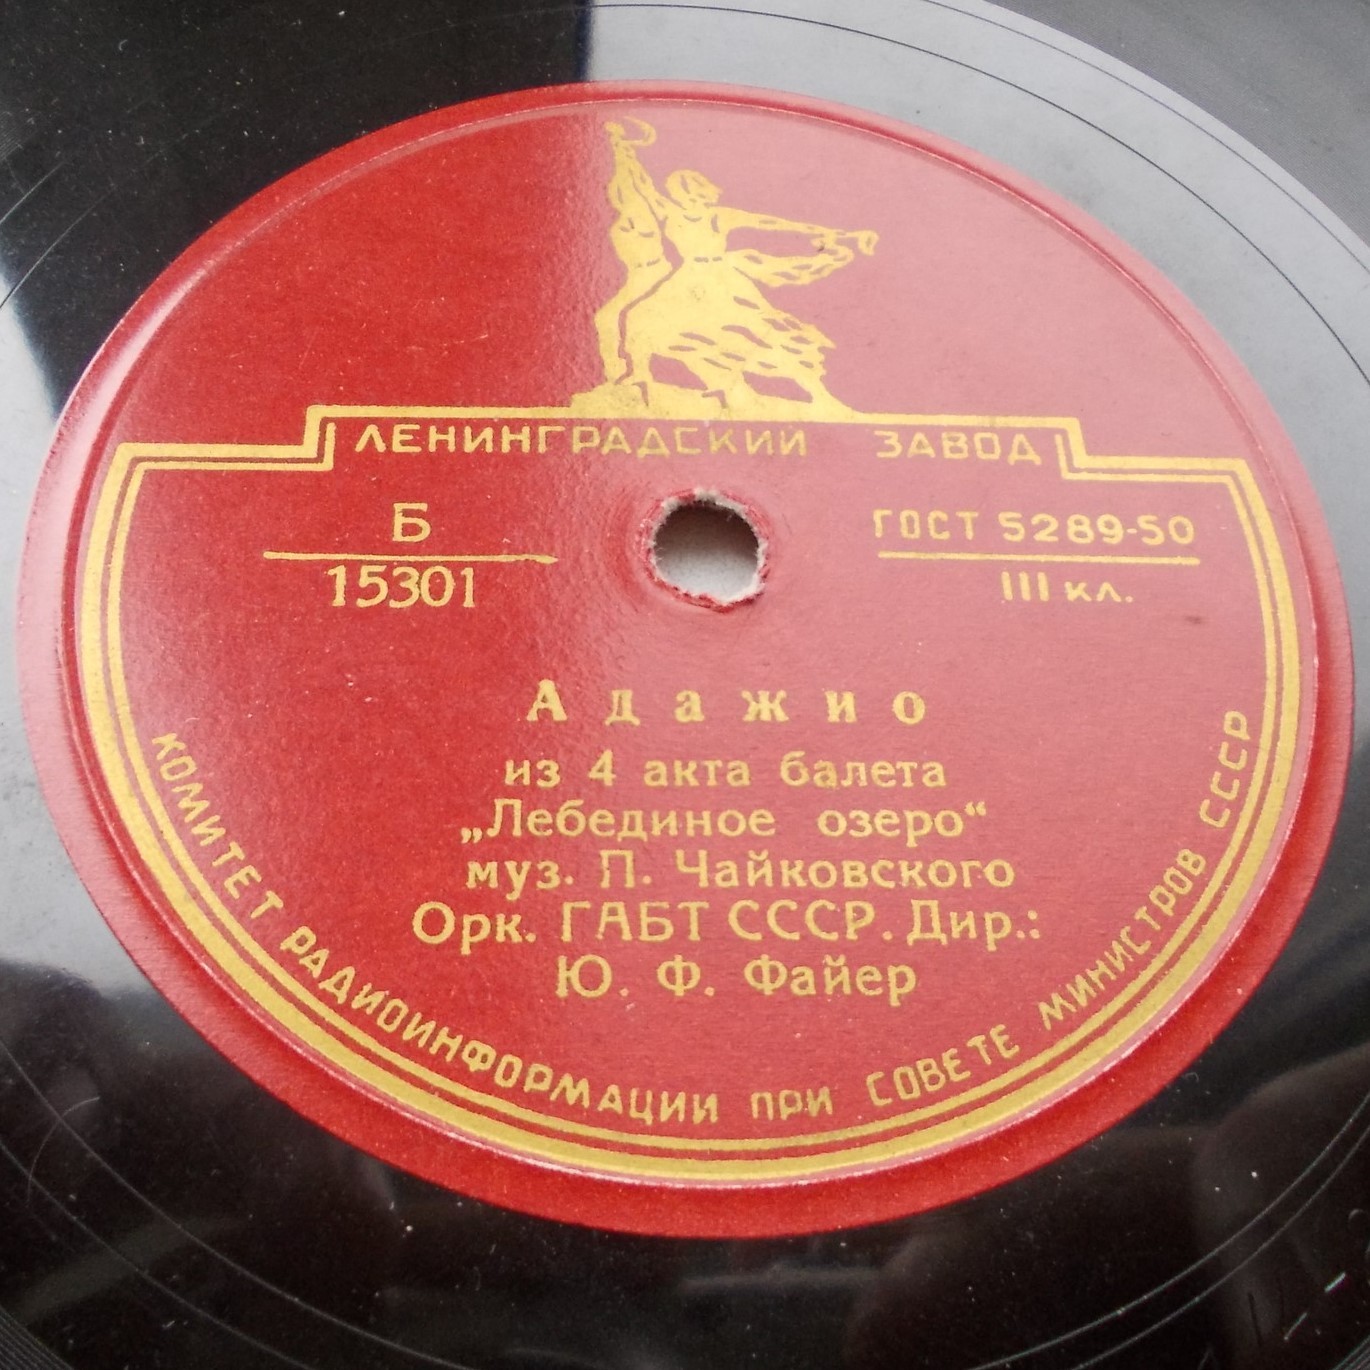 ЛЕНИНГРАДСКИЙ ЗАВОД
Б
15301
ГОСТ 5289-50
III кл.
Адажио
из 4 акта балета
„Лебединое озеро“
муз. П. Чайковского
Орк. ГАБТ СССР. Дир.:
Ю. Ф. Файер
КОМИТЕТ РАДИОИНФОРМАЦИИ ПРИ СОВЕТЕ МИНИСТРОВ СССР